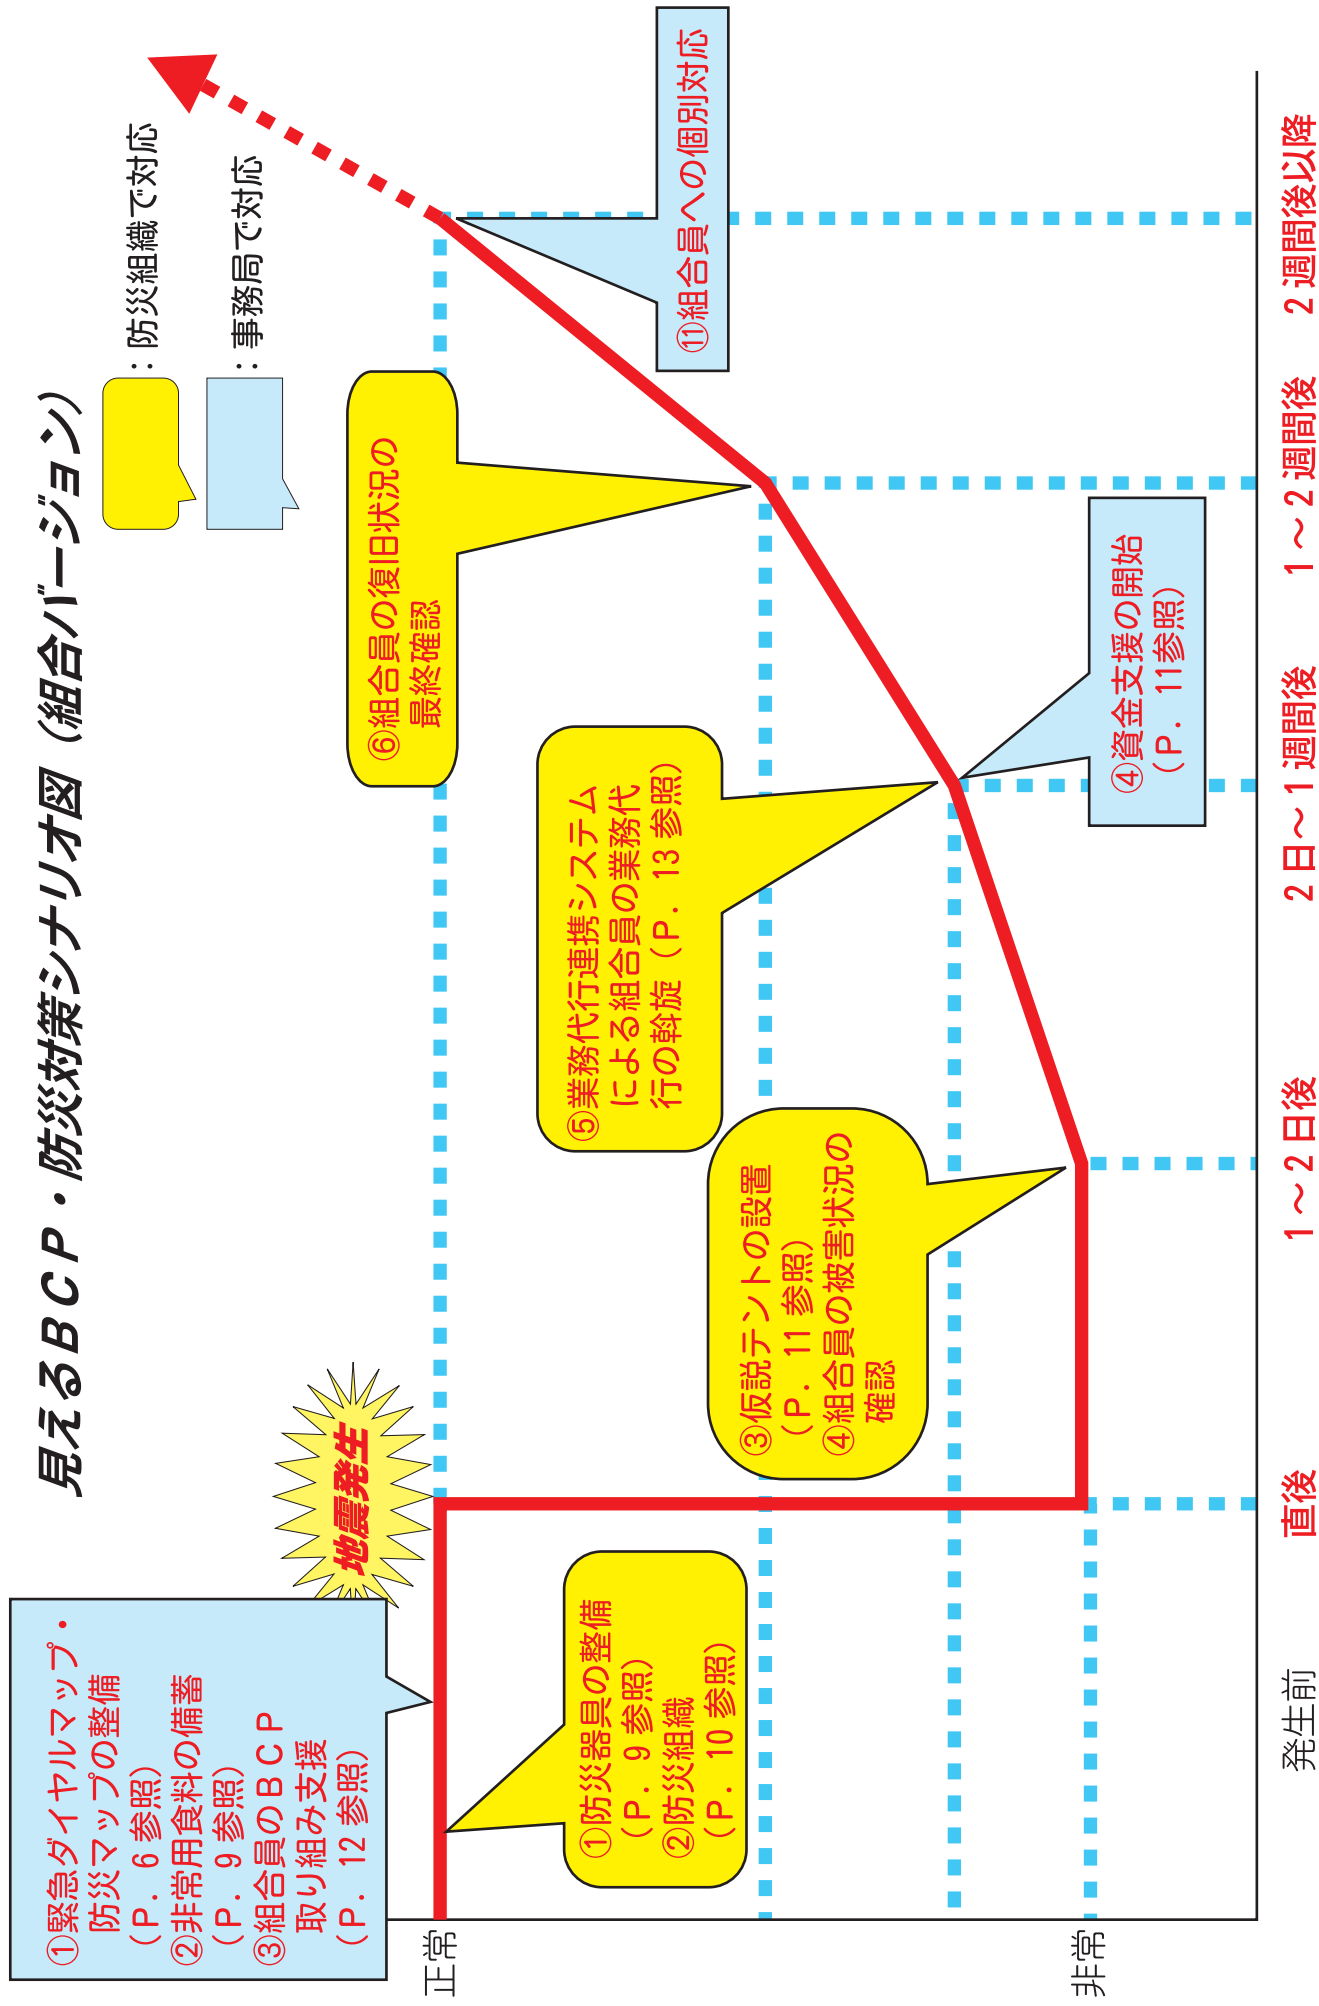 見えるＢＣＰ・防災対策シナリオ図（組合バージョン）
：防災組織で対応
：事務局で対応
①緊急ダイヤルマップ・
防災マップの整備
（Ｐ．６参照）
②非常用食料の備蓄
（Ｐ．９参照）
③組合員のＢＣＰ
取り組み支援
（Ｐ．12 参照）
地震発生
①防災器具の整備
（Ｐ．９参照）
②防災組織
（Ｐ．10 参照）
③仮説テントの設置
（Ｐ．11 参照）
④組合員の被害状況の
確認
⑤業務代行連携システム
による組合員の業務代
行の斡旋（Ｐ．13 参照）
④資金支援の開始
（Ｐ．11参照）
⑥組合員の復旧状況の
最終確認
⑪組合員への個別対応
正常
非常
発生前
直後
１～２日後
２日～１週間後
１～２週間後
２週間後以降